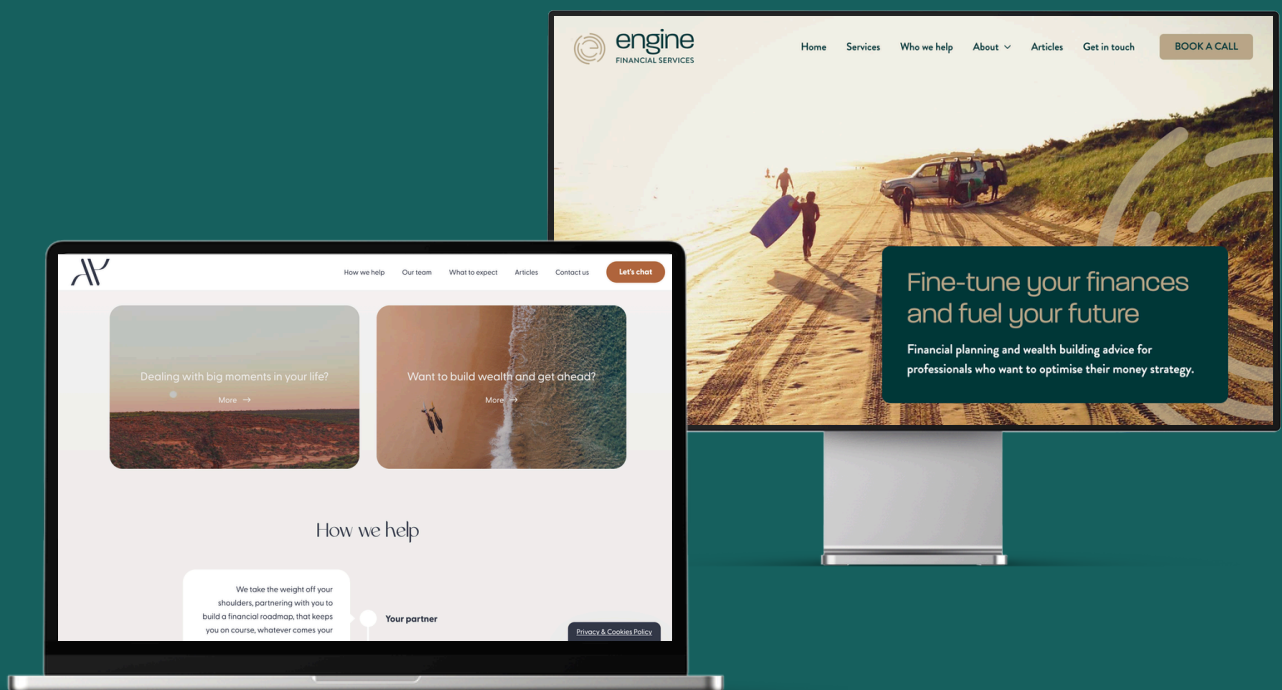 engine
FINANCIAL SERVICES
Home Services Who we help About Articles Get in touch BOOK A CALL
Fine-tune your finances
and fuel your future
Financial planning and wealth building advice for
professionals who want to optimise their money strategy.
How we help Our team What to expect Articles Contact us Let's chat
Dealing with big moments in your life?
More →
Want to build wealth and get ahead?
More →
How we help
We take the weight off your
shoulders, partnering with you to
build a financial roadmap, that keeps
you on course, whatever comes your
Your partner
Privacy & Cookies Policy